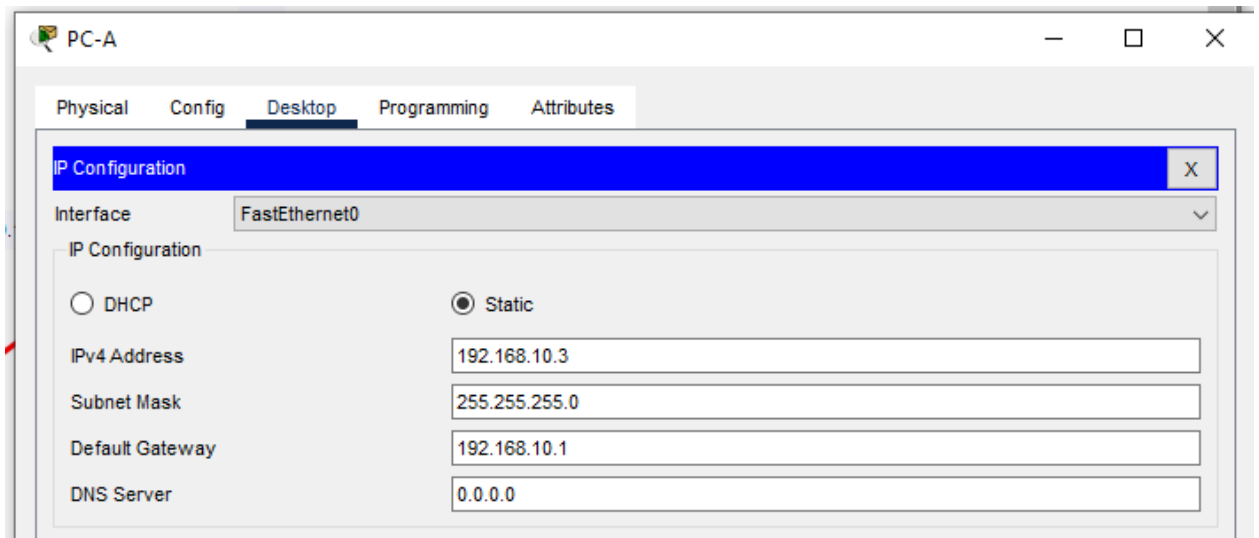 PC-A
Physical Config Desktop Programming Attributes
IP Configuration X
Interface FastEthernet0
IP Configuration
DHCP Static
IPv4 Address 192.168.10.3
Subnet Mask 255.255.255.0
Default Gateway 192.168.10.1
DNS Server 0.0.0.0